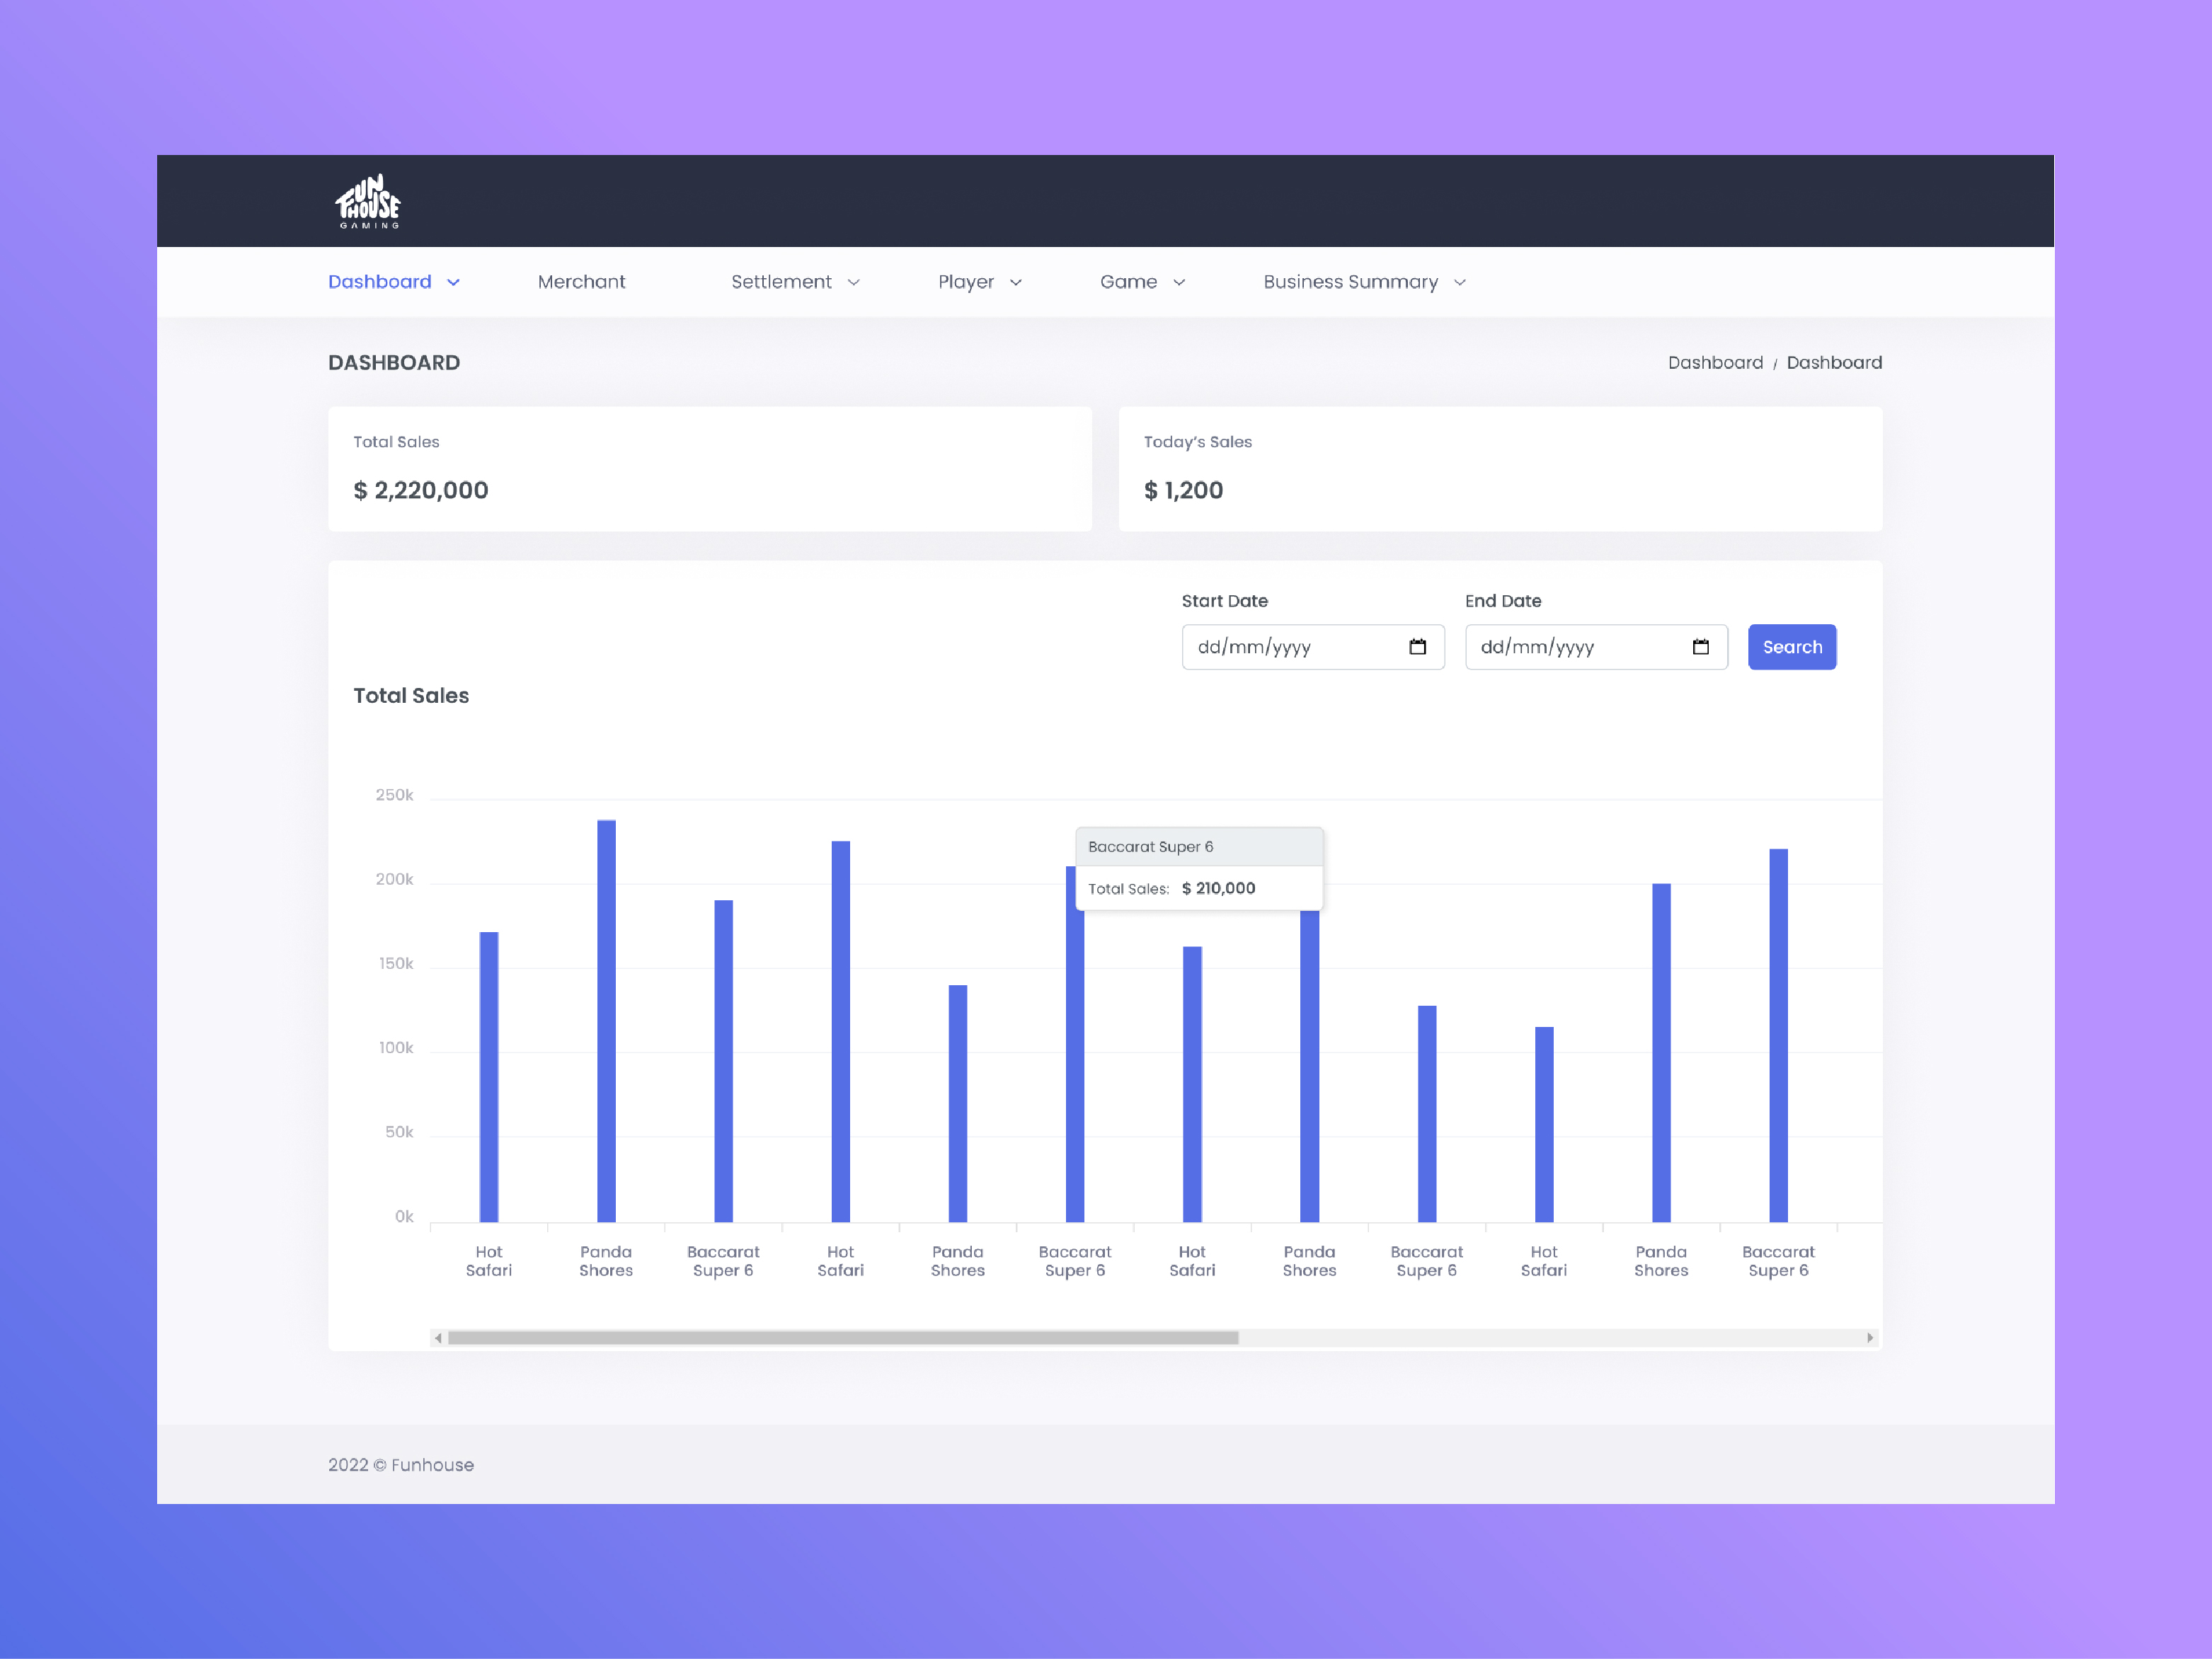 FUN
HOUSE
GAMING
Dashboard
Merchant
Settlement
Player
Game
Business Summary
DASHBOARD
Dashboard / Dashboard
Total Sales
$ 2,220,000
Today's Sales
$ 1,200
Start Date
End Date
dd/mm/yyyy
dd/mm/yyyy
Search
Total Sales
250k
200k
150k
100k
50k
0k
Baccarat Super 6
Total Sales: $ 210,000
Hot
Safari
Panda
Shores
Baccarat
Super 6
Hot
Safari
Panda
Shores
Baccarat
Super 6
Hot
Safari
Panda
Shores
Baccarat
Super 6
Hot
Safari
Panda
Shores
Baccarat
Super 6
2022 © Funhouse